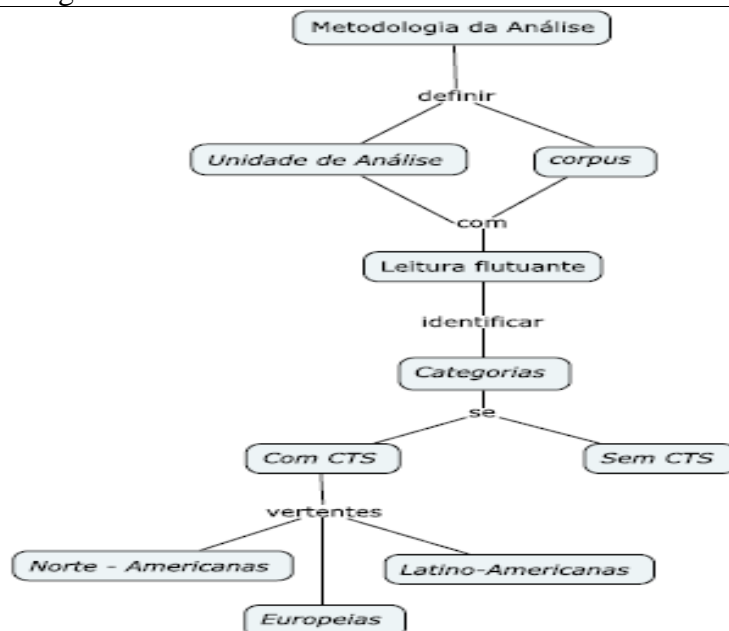 Metodologia da Análise
definir
Unidade de Análise
corpus
com
Leitura flutuante
identificar
Categorias
se
Com CTS
Sem CTS
vertentes
Norte - Americanas
Latino-Americanas
Europeias